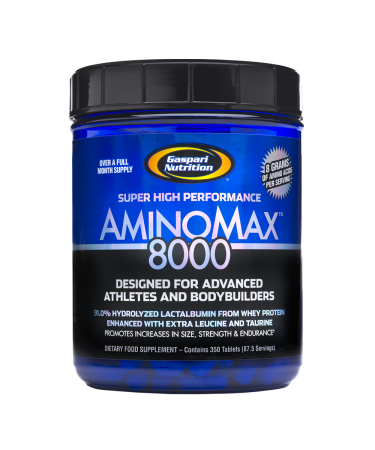 OVER A FULL
MONTH SUPPLY
Gaspari
Nutrition
8 GRAMS
OF AMINO ACIDS
PER SERVING
SUPER HIGH PERFORMANCE
AMINOMAX™
8000
DESIGNED FOR ADVANCED
ATHLETES AND BODYBUILDERS
91.0% HYDROLYZED LACTALBUMIN FROM WHEY PROTEIN
ENHANCED WITH EXTRA LEUCINE AND TAURINE
PROMOTES INCREASES IN SIZE, STRENGTH & ENDURANCE†
DIETARY FOOD SUPPLEMENT – Contains 350 Tablets (87.5 Servings)